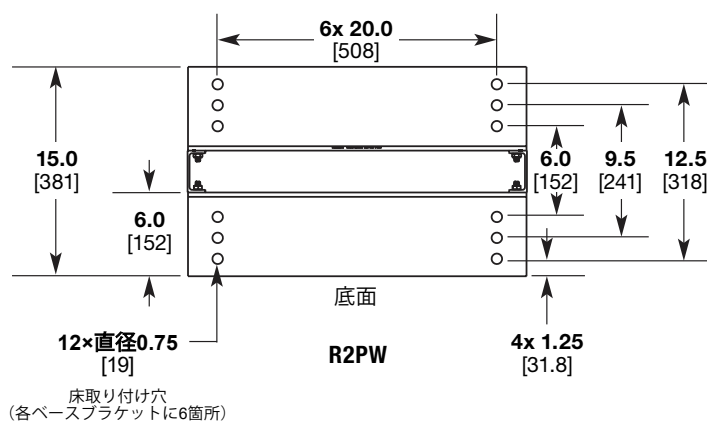 6x 20.0
[508]
15.0
[381]
6.0
[152]
6.0
[152]
9.5
[241]
12.5
[318]
底面
12×直径0.75
[19]
R2PW
4x 1.25
[31.8]
床取り付け穴
（各ベースブラケットに6箇所）